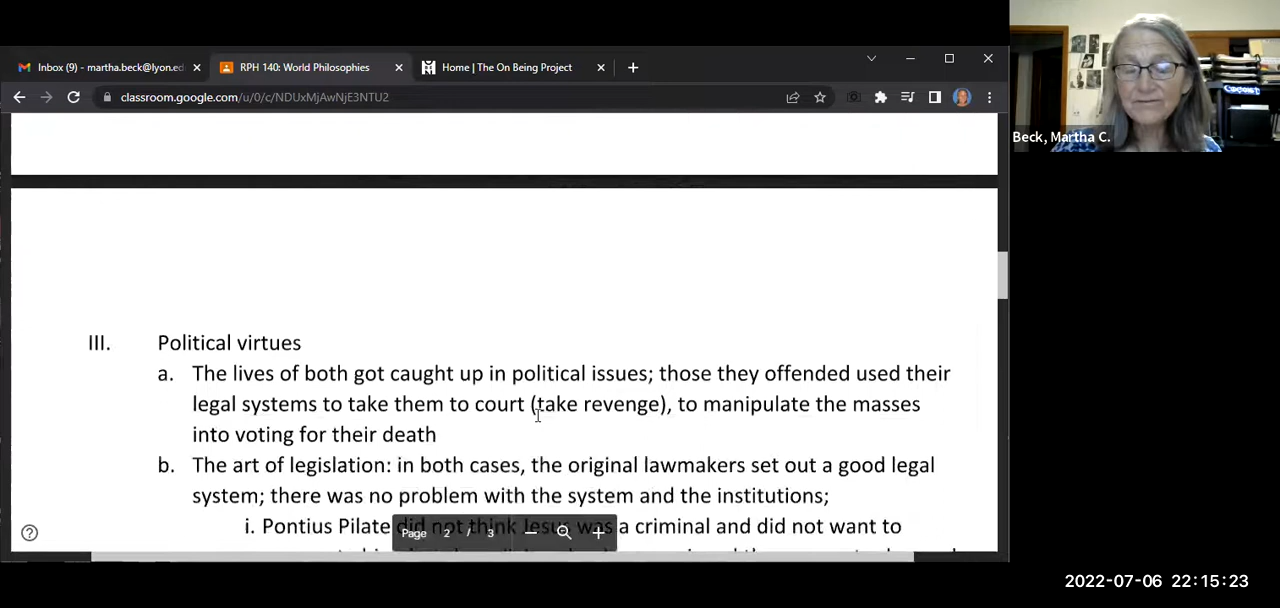 Inbox (9) - martha.beck@lyon.ed
RPH 140: World Philosophies
Home | The On Being Project
classroom.google.com/u/0/c/NDUxMjAwNjE3NTU2
Beck, Martha C.
III. Political virtues
a. The lives of both got caught up in political issues; those they offended used their
legal systems to take them to court (take revenge), to manipulate the masses
into voting for their death
b. The art of legislation: in both cases, the original lawmakers set out a good legal
system; there was no problem with the system and the institutions;
i. Pontius Pilate did not think Jesus was a criminal and did not want to
Page 2 / 3
2022-07-06 22:15:23